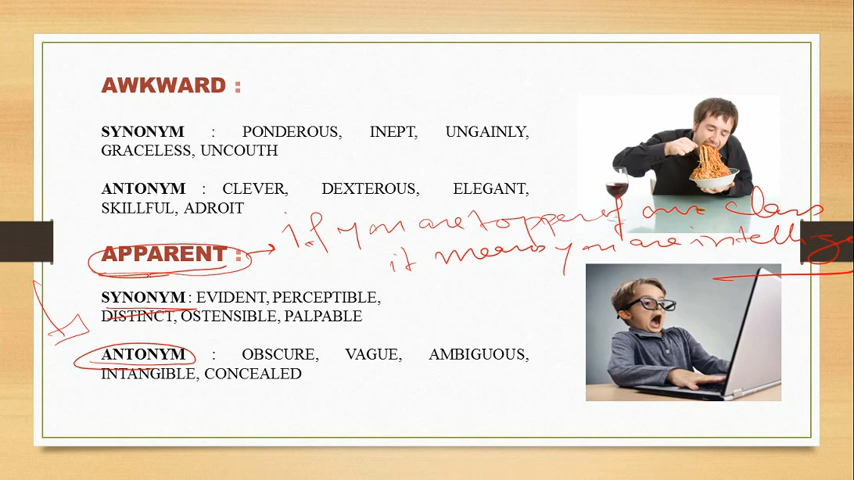 AWKWARD :
SYNONYM : PONDEROUS, INEPT, UNGAINLY,
GRACELESS, UNCOUTH
ANTONYM : CLEVER, DEXTEROUS, ELEGANT,
SKILLFUL, ADROIT
if you are topper of our class
it means you are intellige
APPARENT :
SYNONYM : EVIDENT, PERCEPTIBLE,
DISTINCT, OSTENSIBLE, PALPABLE
ANTONYM : OBSCURE, VAGUE, AMBIGUOUS,
INTANGIBLE, CONCEALED